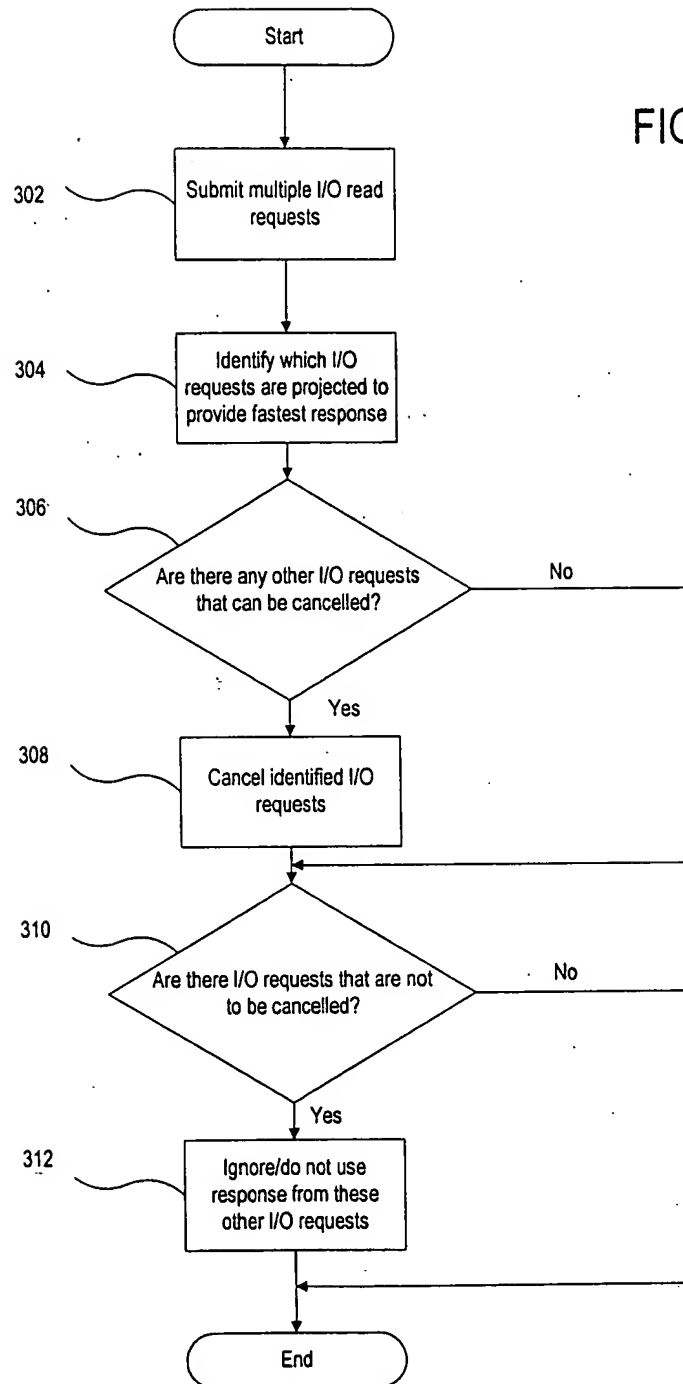 Start
FIG
302
Submit multiple I/O read
requests
304
Identify which I/O
requests are projected to
provide fastest response
306
Are there any other I/O requests
that can be cancelled?
No
Yes
308
Cancel identified I/O
requests
310
Are there I/O requests that are not
to be cancelled?
No
Yes
312
Ignore/do not use
response from these
other I/O requests
End